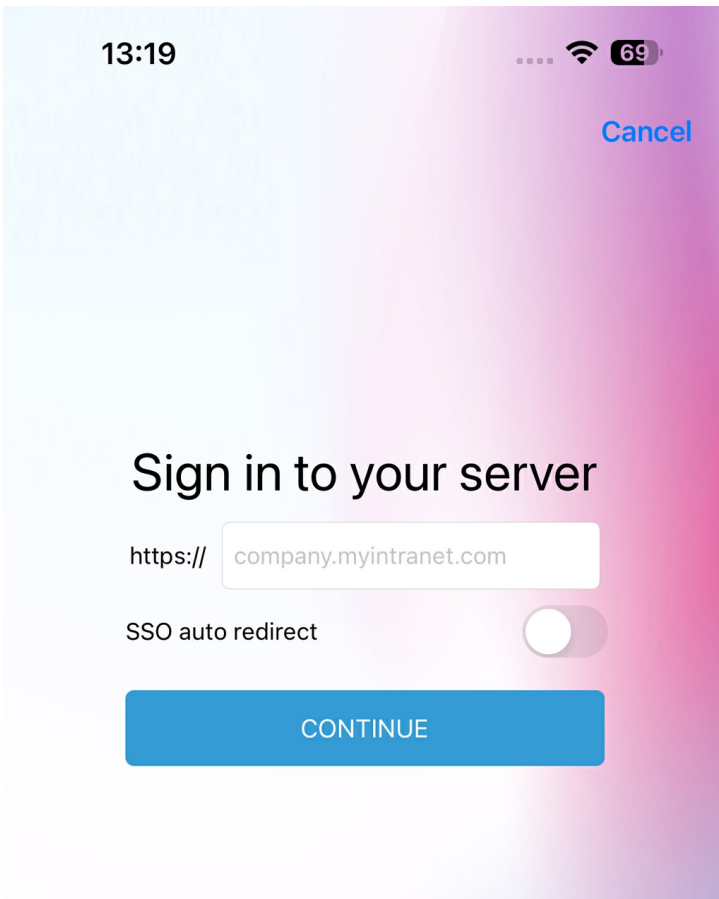 13:19
69
Cancel
Sign in to your server
https:// company.myintranet.com
SSO auto redirect
CONTINUE